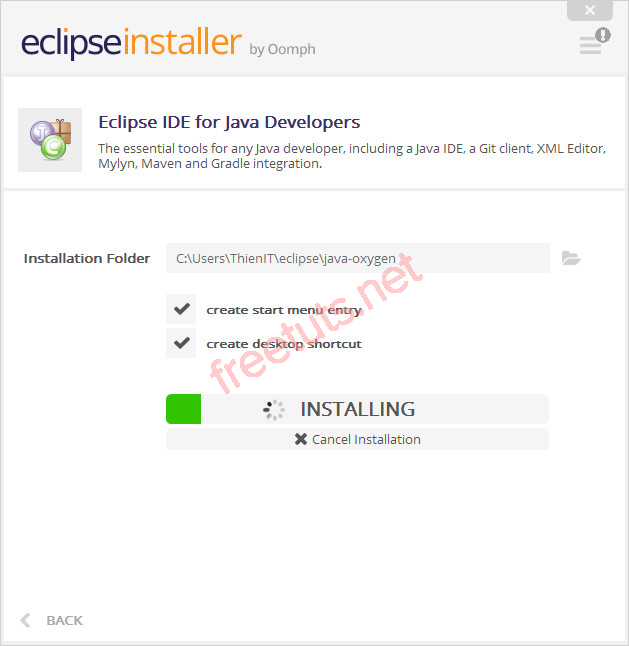 eclipseinstaller by Oomph
Eclipse IDE for Java Developers
The essential tools for any Java developer, including a Java IDE, a Git client, XML Editor,
Mylyn, Maven and Gradle integration.
Installation Folder C:\Users\ThienIT\eclipse\java-oxygen
create start menu entry
create desktop shortcut
freetuts.net
INSTALLING
Cancel Installation
BACK